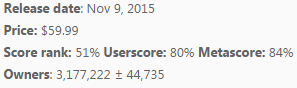 Release date: Nov 9, 2015
Price: $59.99
Score rank: 51% Userscore: 80% Metascore: 84%
Owners: 3,177,222 ± 44,735